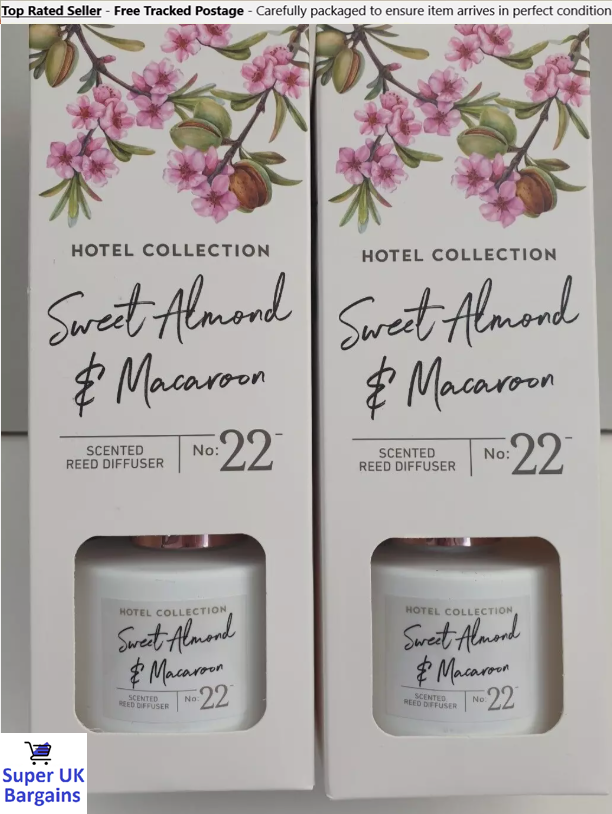 Top Rated Seller - Free Tracked Postage - Carefully packaged to ensure item arrives in perfect condition
HOTEL COLLECTION
Sweet Almond
& Macaroon
SCENTED
REED DIFFUSER
No: 22
HOTEL COLLECTION
Sweet Almond
& Macaroon
SCENTED
REED DIFFUSER
No: 22
HOTEL COLLECTION
Sweet Almond
& Macaroon
SCENTED
REED DIFFUSER
No: 22
HOTEL COLLECTION
Sweet Almond
& Macaroon
SCENTED
REED DIFFUSER
No: 22
Super UK
Bargains